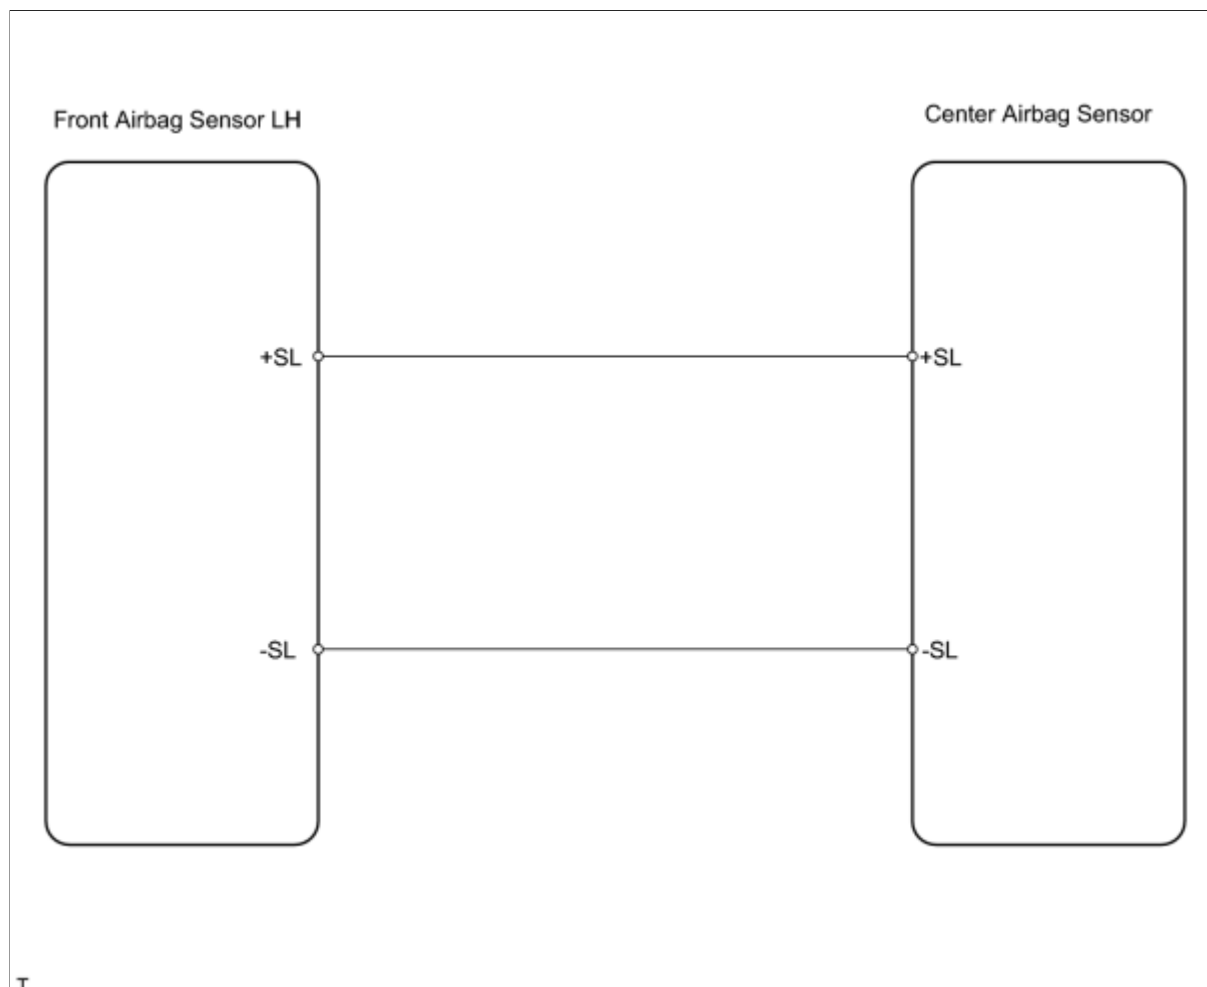 Front Airbag Sensor LH
Center Airbag Sensor
+SL
+SL
-SL
-SL
T